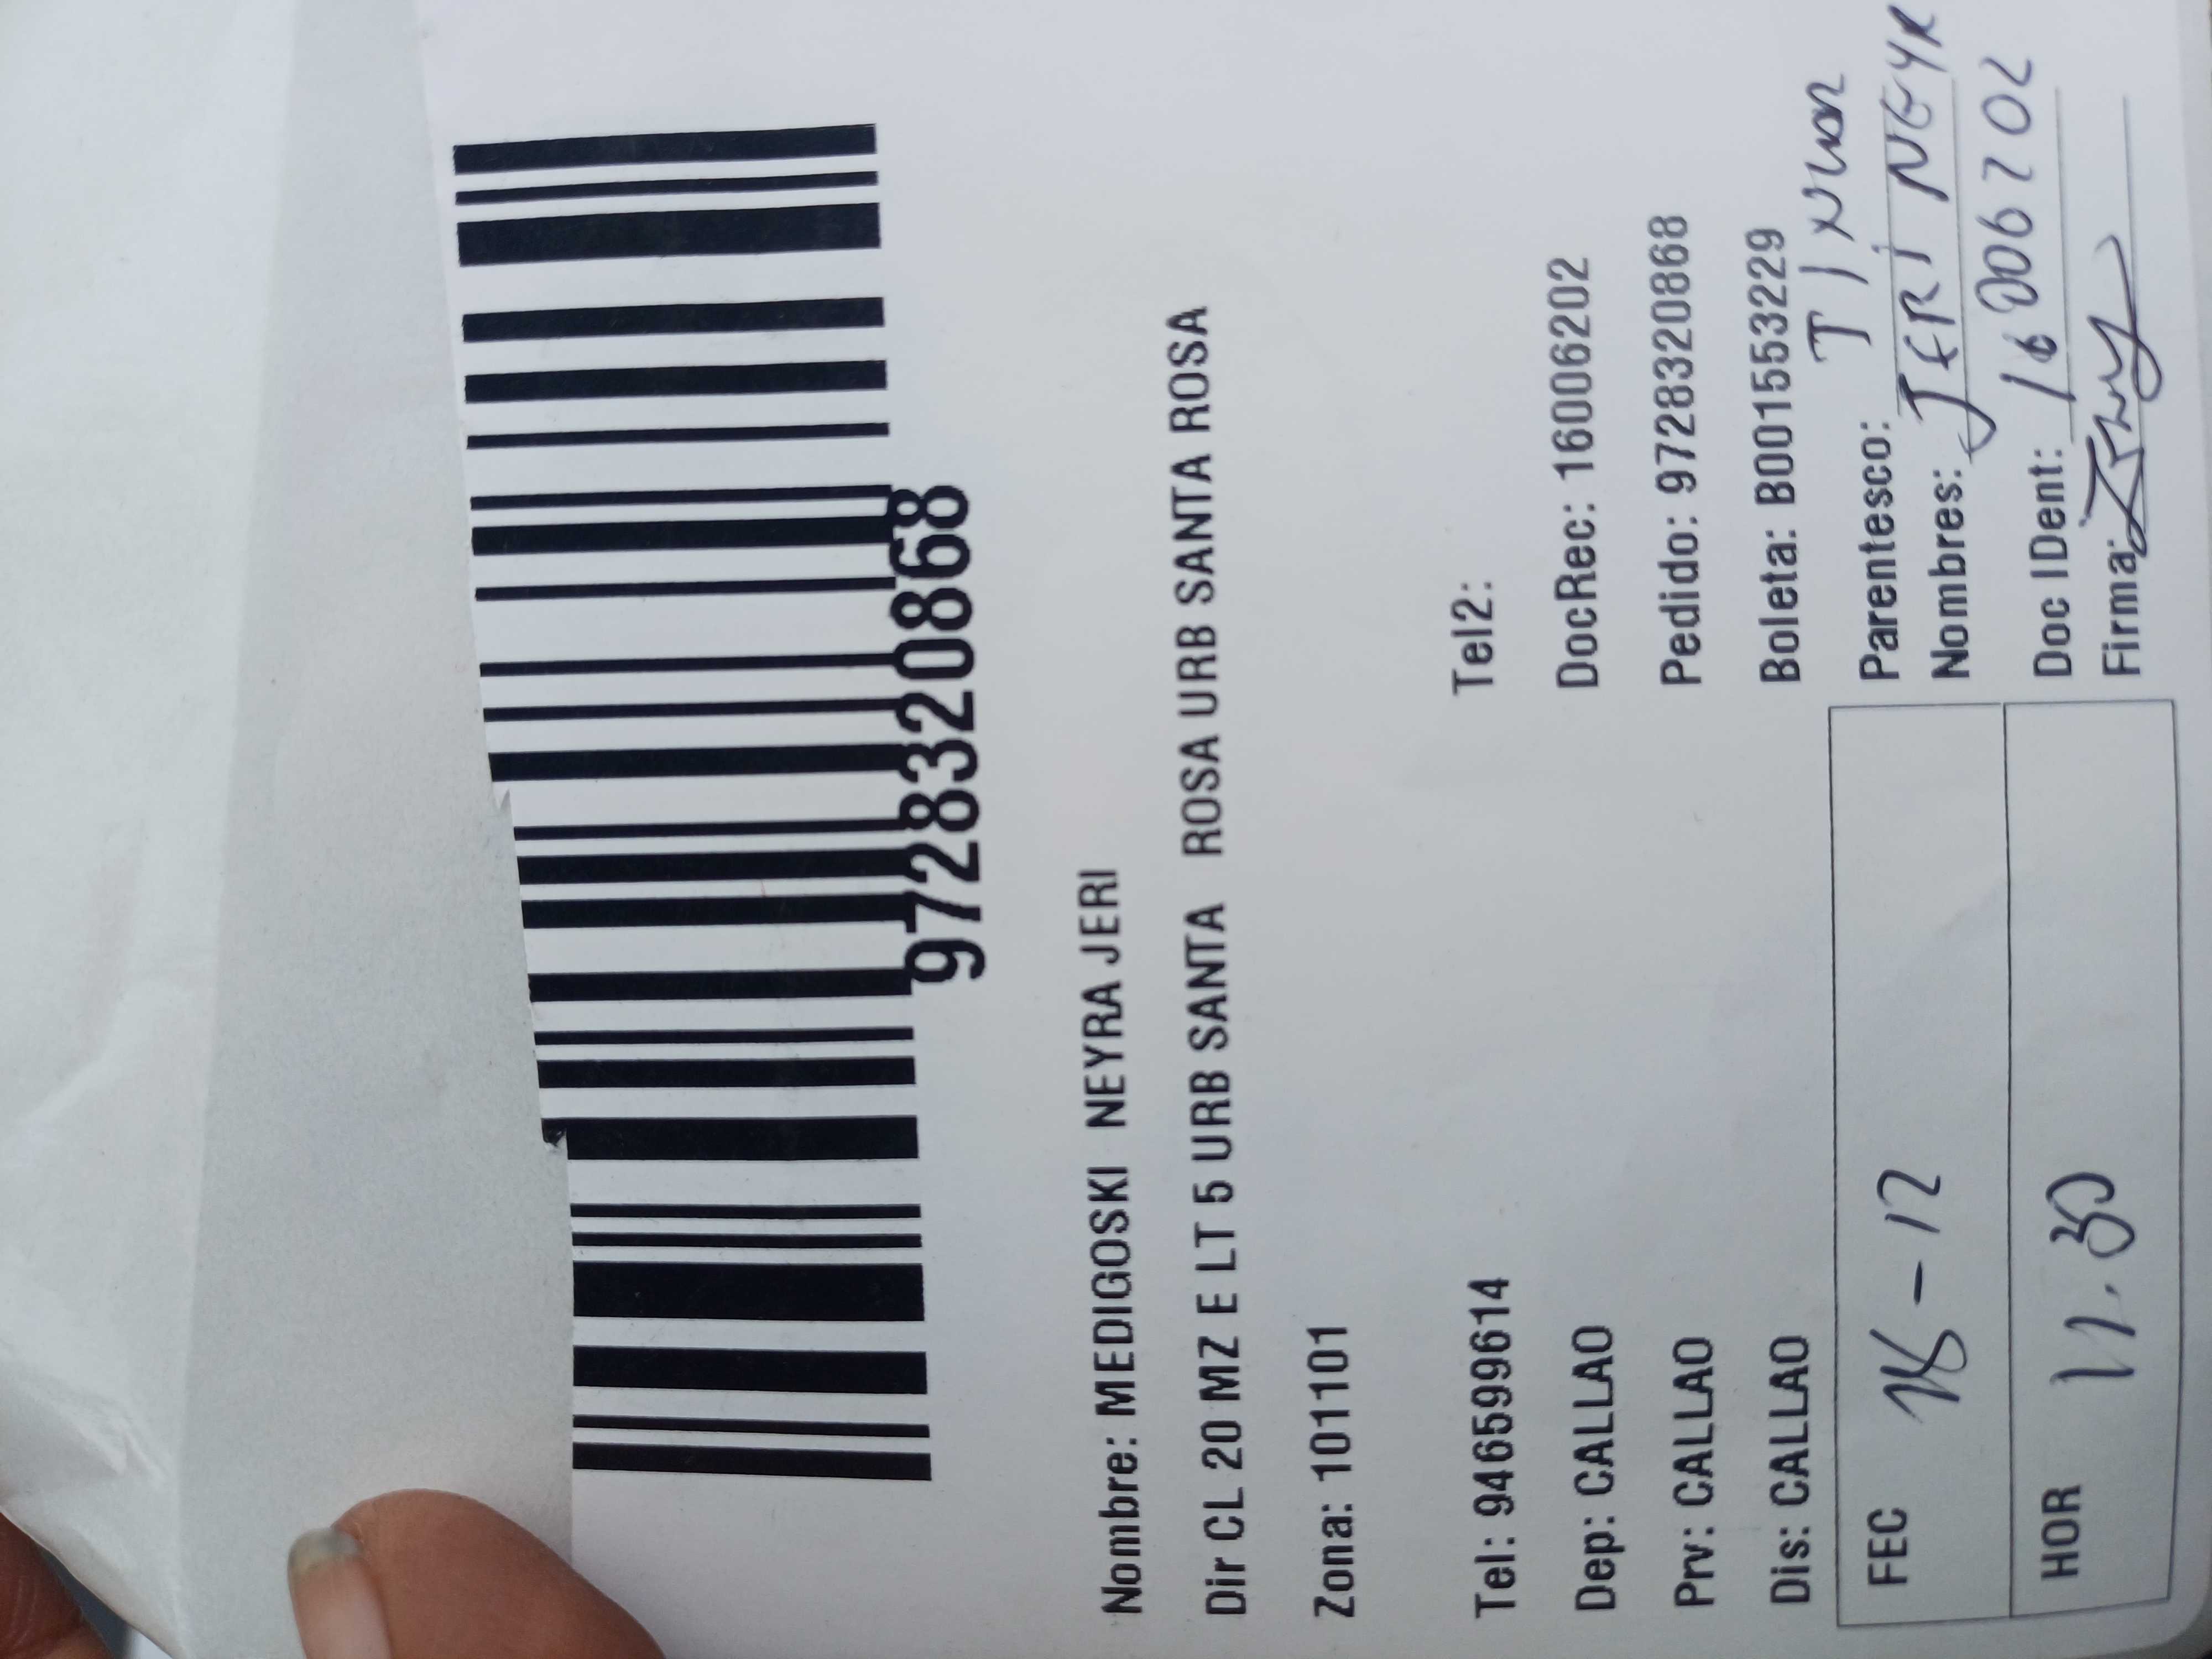 9728320868
Nombre: MEDIGOSKI NEYRA JERI
Dir CL 20 MZ E LT 5 URB SANTA ROSA URB SANTA ROSA
Zona: 101101
Tel: 946599614 Tel2:
Dep: CALLAO DocRec: 16006202
Prv: CALLAO Pedido: 9728320868
Dis: CALLAO Boleta: B001553229
FEC 16-12 Parentesco:
Nombres: JERI NEYR
HOR 11.30 Doc IDent: 16006202
Firma: